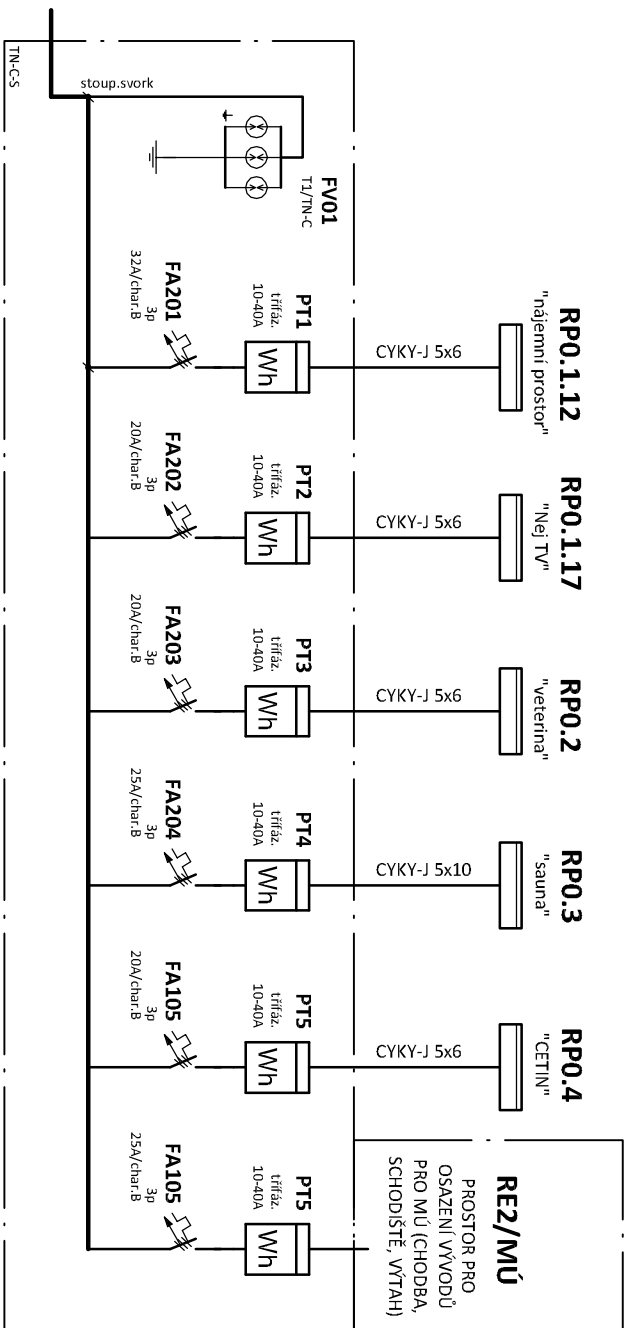 TN-C-S
stoup.svork
FV01
T1/TN-C
RP0.1.12
"nájemní prostor"
CYKY-J 5x6
PT1
třífáz.
10-40A
Wh
FA201
3p
32A/char.B
RP0.1.17
"Nej TV"
CYKY-J 5x6
PT2
třífáz.
10-40A
Wh
FA202
3p
20A/char.B
RP0.2
"veterina"
CYKY-J 5x6
PT3
třífáz.
10-40A
Wh
FA203
3p
20A/char.B
RP0.3
"sauna"
CYKY-J 5x10
PT4
třífáz.
10-40A
Wh
FA204
3p
25A/char.B
RP0.4
"CETIN"
CYKY-J 5x6
PT5
třífáz.
10-40A
Wh
FA105
3p
20A/char.B
RE2/MÚ
PROSTOR PRO
OSAZENÍ VÝVODŮ
PRO MÚ (CHODBA,
SCHODIŠTĚ, VÝTAH)
PT5
třífáz.
10-40A
Wh
FA105
3p
25A/char.B